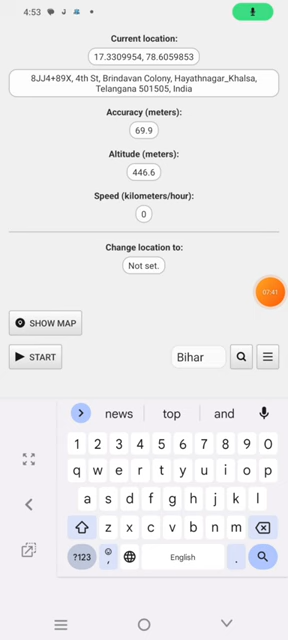 4:53
Current location:
17.3309954, 78.6059853
8JJ4+89X, 4th St, Brindavan Colony, Hayathnagar_Khalsa,
Telangana 501505, India
Accuracy (meters):
69.9
Altitude (meters):
446.6
Speed (kilometers/hour):
0
Change location to:
Not set.
07:41
SHOW MAP
START
Bihar
news top and
1 2 3 4 5 6 7 8 9 0
q w e r t y u i o p
a s d f g h j k l
z x c v b n m
?123 , English .